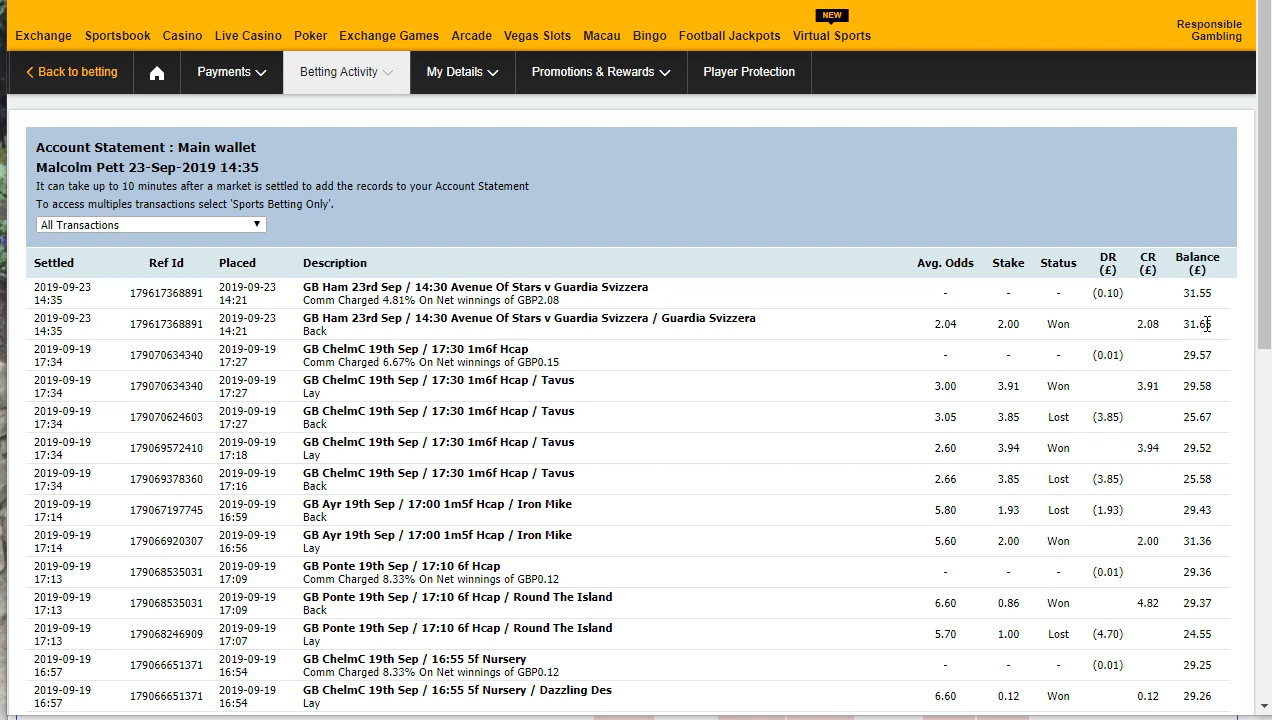 NEW
Exchange Sportsbook Casino Live Casino Poker Exchange Games Arcade Vegas Slots Macau Bingo Football Jackpots Virtual Sports
Responsible
Gambling
Back to betting Payments Betting Activity My Details Promotions & Rewards Player Protection
Account Statement : Main wallet
Malcolm Pett 23-Sep-2019 14:35
It can take up to 10 minutes after a market is settled to add the records to your Account Statement
To access multiples transactions select 'Sports Betting Only'.
All Transactions
Settled Ref Id Placed Description Avg. Odds Stake Status DR (£) CR (£) Balance (£)
2019-09-23 14:35 179617368891 2019-09-23 14:21 GB Ham 23rd Sep / 14:30 Avenue Of Stars v Guardia Svizzera - - - (0.10) 31.55
Comm Charged 4.81% On Net winnings of GBP2.08
2019-09-23 14:35 179617368891 2019-09-23 14:21 GB Ham 23rd Sep / 14:30 Avenue Of Stars v Guardia Svizzera / Guardia Svizzera 2.04 2.00 Won 2.08 31.65
Back
2019-09-19 17:34 179070634340 2019-09-19 17:27 GB ChelmC 19th Sep / 17:30 1m6f Hcap - - - (0.01) 29.57
Comm Charged 6.67% On Net winnings of GBP0.15
2019-09-19 17:34 179070634340 2019-09-19 17:27 GB ChelmC 19th Sep / 17:30 1m6f Hcap / Tavus 3.00 3.91 Won 3.91 29.58
Lay
2019-09-19 17:34 179070624603 2019-09-19 17:27 GB ChelmC 19th Sep / 17:30 1m6f Hcap / Tavus 3.05 3.85 Lost (3.85) 25.67
Back
2019-09-19 17:34 179069572410 2019-09-19 17:18 GB ChelmC 19th Sep / 17:30 1m6f Hcap / Tavus 2.60 3.94 Won 3.94 29.52
Lay
2019-09-19 17:34 179069378360 2019-09-19 17:16 GB ChelmC 19th Sep / 17:30 1m6f Hcap / Tavus 2.66 3.85 Lost (3.85) 25.58
Back
2019-09-19 17:14 179067197745 2019-09-19 16:59 GB Ayr 19th Sep / 17:00 1m5f Hcap / Iron Mike 5.80 1.93 Lost (1.93) 29.43
Back
2019-09-19 17:14 179066920307 2019-09-19 16:56 GB Ayr 19th Sep / 17:00 1m5f Hcap / Iron Mike 5.60 2.00 Won 2.00 31.36
Lay
2019-09-19 17:13 179068535031 2019-09-19 17:09 GB Ponte 19th Sep / 17:10 6f Hcap - - - (0.01) 29.36
Comm Charged 8.33% On Net winnings of GBP0.12
2019-09-19 17:13 179068535031 2019-09-19 17:09 GB Ponte 19th Sep / 17:10 6f Hcap / Round The Island 6.60 0.86 Won 4.82 29.37
Back
2019-09-19 17:13 179068246909 2019-09-19 17:07 GB Ponte 19th Sep / 17:10 6f Hcap / Round The Island 5.70 1.00 Lost (4.70) 24.55
Lay
2019-09-19 16:57 179066651371 2019-09-19 16:54 GB ChelmC 19th Sep / 16:55 5f Nursery - - - (0.01) 29.25
Comm Charged 8.33% On Net winnings of GBP0.12
2019-09-19 16:57 179066651371 2019-09-19 16:54 GB ChelmC 19th Sep / 16:55 5f Nursery / Dazzling Des 6.60 0.12 Won 0.12 29.26
Lay